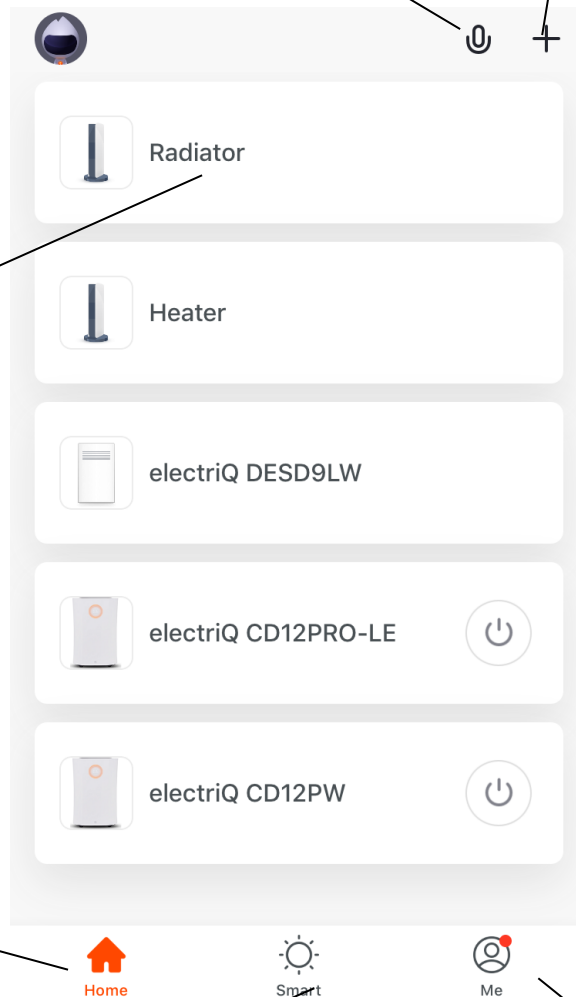 Radiator
Heater
electriQ DESD9LW
electriQ CD12PRO-LE
electriQ CD12PW
Home
Smart
Me